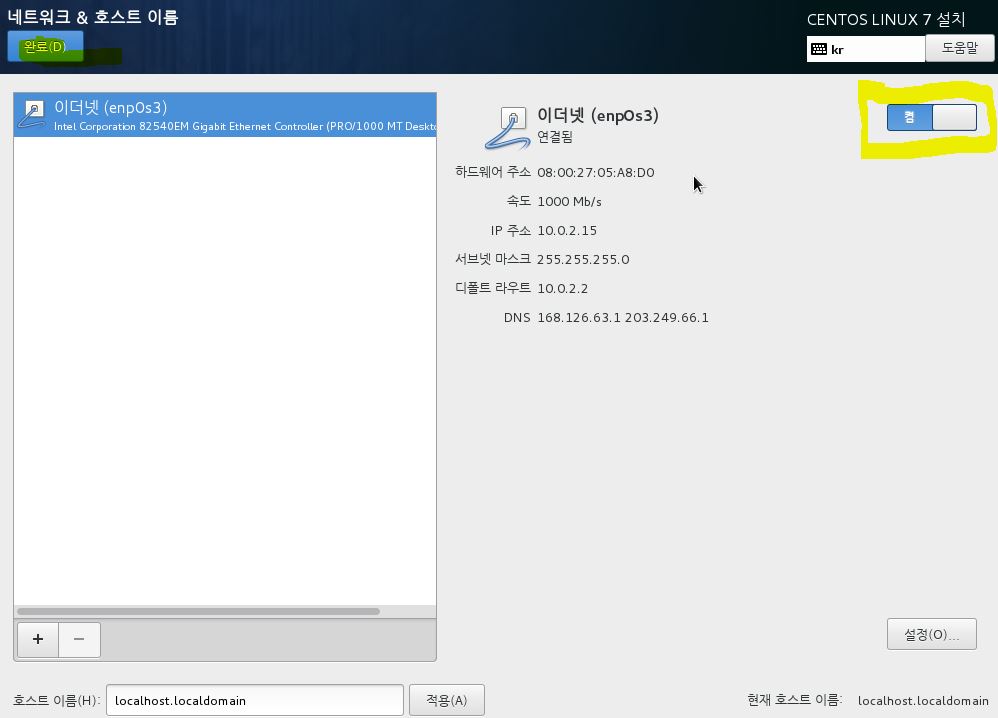 네트워크 & 호스트 이름
CENTOS LINUX 7 설치
완료(D)
kr
도움말
이더넷 (enp0s3)
Intel Corporation 82540EM Gigabit Ethernet Controller (PRO/1000 MT Deskto
이더넷 (enp0s3)
연결됨
켬
하드웨어 주소 08:00:27:05:A8:D0
속도 1000 Mb/s
IP 주소 10.0.2.15
서브넷 마스크 255.255.255.0
디폴트 라우트 10.0.2.2
DNS 168.126.63.1 203.249.66.1
+ −
설정(O)...
호스트 이름(H): localhost.localdomain 적용(A) 현재 호스트 이름: localhost.localdomain